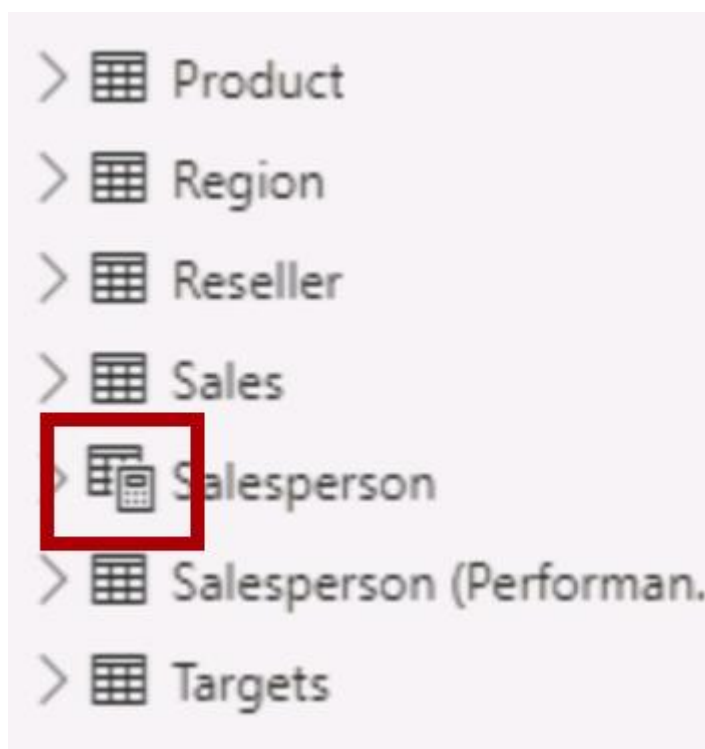 Product
Region
Reseller
Sales
Salesperson
Salesperson (Performan.
Targets